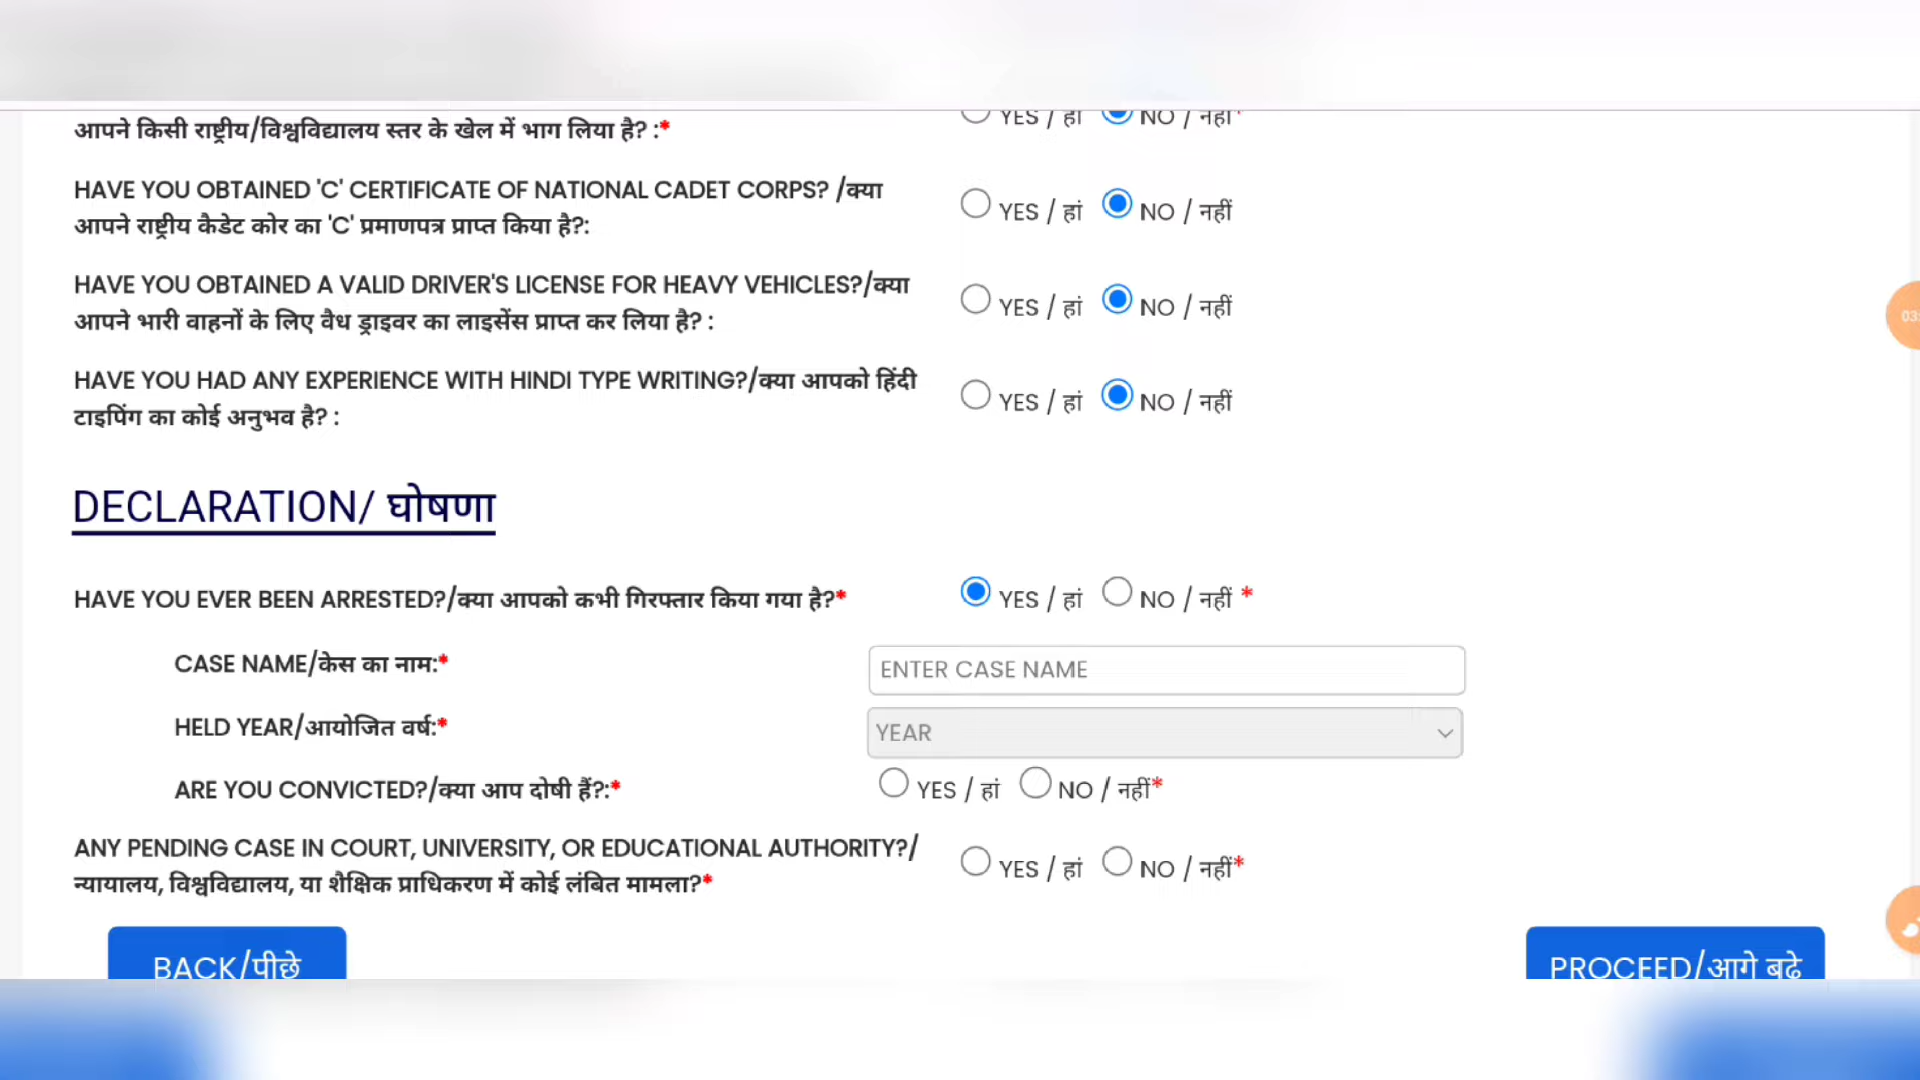 आपने किसी राष्ट्रीय/विश्वविद्यालय स्तर के खेल में भाग लिया है? :* YES / हां NO / नहीं*
HAVE YOU OBTAINED 'C' CERTIFICATE OF NATIONAL CADET CORPS? /क्या
आपने राष्ट्रीय कैडेट कोर का 'C' प्रमाणपत्र प्राप्त किया है?: YES / हां NO / नहीं
HAVE YOU OBTAINED A VALID DRIVER'S LICENSE FOR HEAVY VEHICLES?/क्या
आपने भारी वाहनों के लिए वैध ड्राइवर का लाइसेंस प्राप्त कर लिया है? : YES / हां NO / नहीं
HAVE YOU HAD ANY EXPERIENCE WITH HINDI TYPE WRITING?/क्या आपको हिंदी
टाइपिंग का कोई अनुभव है? : YES / हां NO / नहीं
DECLARATION/ घोषणा
HAVE YOU EVER BEEN ARRESTED?/क्या आपको कभी गिरफ्तार किया गया है?* YES / हां NO / नहीं *
CASE NAME/केस का नाम:* ENTER CASE NAME
HELD YEAR/आयोजित वर्ष:* YEAR
ARE YOU CONVICTED?/क्या आप दोषी हैं?:* YES / हां NO / नहीं*
ANY PENDING CASE IN COURT, UNIVERSITY, OR EDUCATIONAL AUTHORITY?/
न्यायालय, विश्वविद्यालय, या शैक्षिक प्राधिकरण में कोई लंबित मामला?* YES / हां NO / नहीं*
BACK/पीछे PROCEED/आगे बढ़े